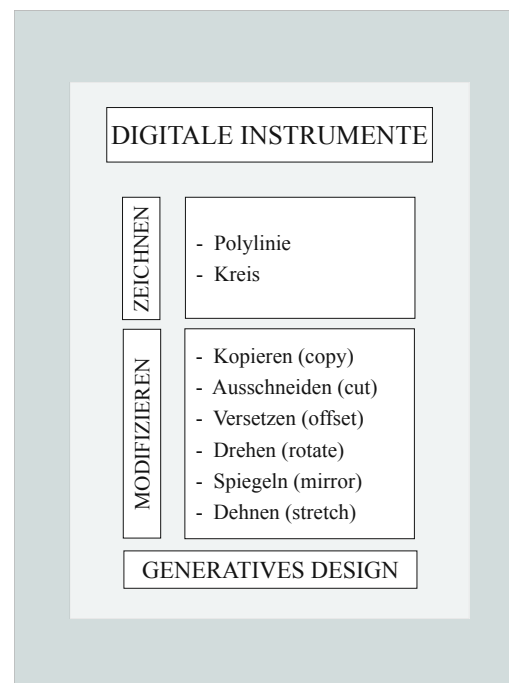 DIGITALE INSTRUMENTE
ZEICHNEN
- Polylinie
- Kreis
MODIFIZIEREN
- Kopieren (copy)
- Ausschneiden (cut)
- Versetzen (offset)
- Drehen (rotate)
- Spiegeln (mirror)
- Dehnen (stretch)
GENERATIVES DESIGN